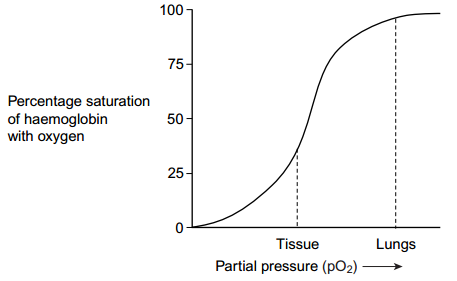 100
75
Percentage saturation
of haemoglobin
with oxygen
50
25
0
Tissue Lungs
Partial pressure (pO₂)